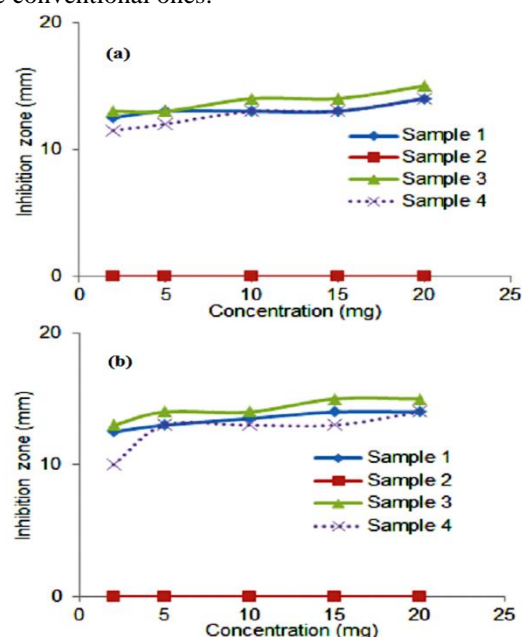 e conventional ones.
20
(a)
Inhibition zone (mm)
10
Sample 1
Sample 2
Sample 3
Sample 4
0
0 5 10 15 20 25
Concentration (mg)
20
(b)
Inhibition zone (mm)
10
Sample 1
Sample 2
Sample 3
Sample 4
0
0 5 10 15 20 25
Concentration (mg)